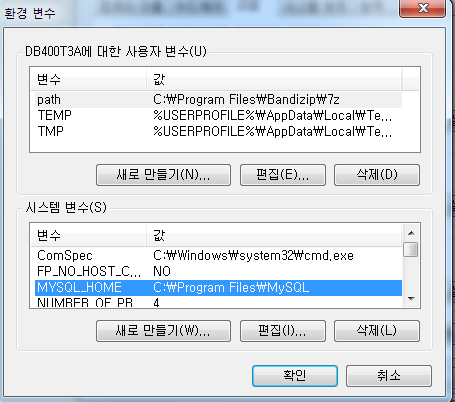 환경 변수
DB400T3A에 대한 사용자 변수(U)
변수 값
path C:₩Program Files₩Bandizip₩7z
TEMP %USERPROFILE%₩AppData₩Local₩Te...
TMP %USERPROFILE%₩AppData₩Local₩Te...
새로 만들기(N)... 편집(E)... 삭제(D)
시스템 변수(S)
변수 값
ComSpec C:₩Windows₩system32₩cmd.exe
FP_NO_HOST_C... NO
MYSQL_HOME C:₩Program Files₩MySQL
NUMBER_OF_PR... 4
새로 만들기(W)... 편집(I)... 삭제(L)
확인 취소